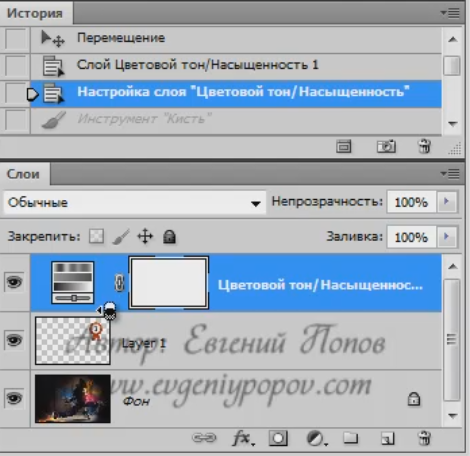 История
Перемещение
Слой Цветовой тон/Насыщенность 1
Настройка слоя "Цветовой тон/Насыщенность"
Инструмент "Кисть"
Слои
Обычные Непрозрачность: 100%
Закрепить: Заливка: 100%
Цветовой тон/Насыщеннос...
Layer 1
Автор: Евгений Попов
www.evgeniypopov.com
Фон
fx.